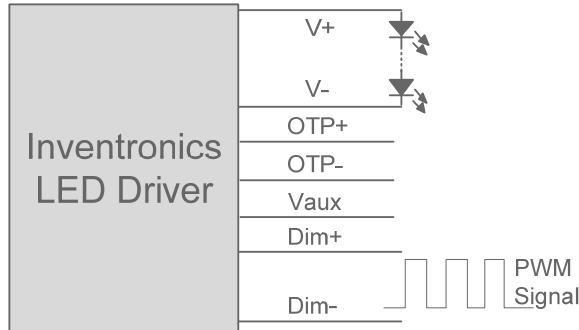 V+
V-
OTP+
OTP-
Vaux
Dim+
Dim-
Inventronics
LED Driver
PWM
Signal